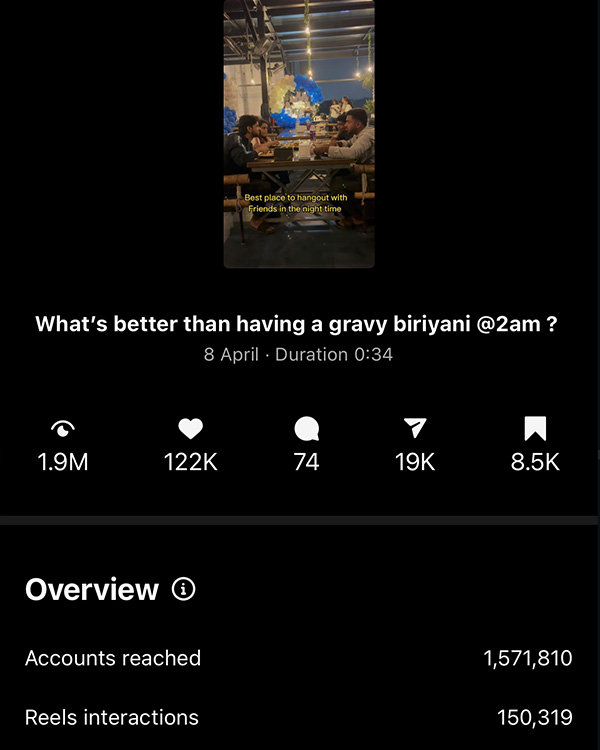 Best place to hangout with
Friends in the night time
What’s better than having a gravy biriyani @2am ?
8 April · Duration 0:34
1.9M 122K 74 19K 8.5K
Overview
Accounts reached 1,571,810
Reels interactions 150,319